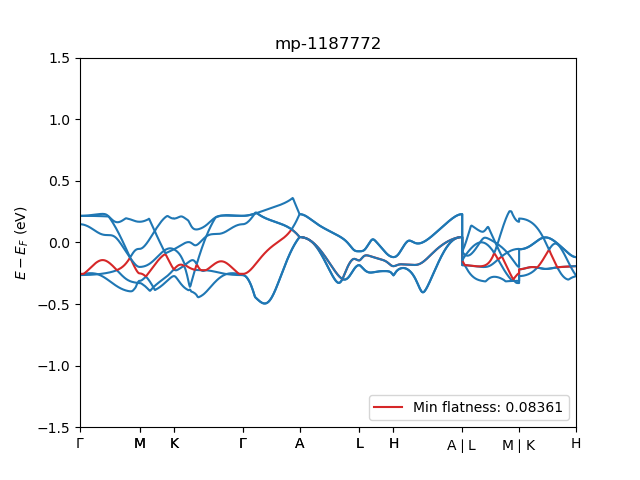 mp-1187772
1.5
1.0
0.5
0.0
−0.5
−1.0
−1.5
E − E_F (eV)
Min flatness: 0.08361
Γ M K Γ A L H A | L M | K H